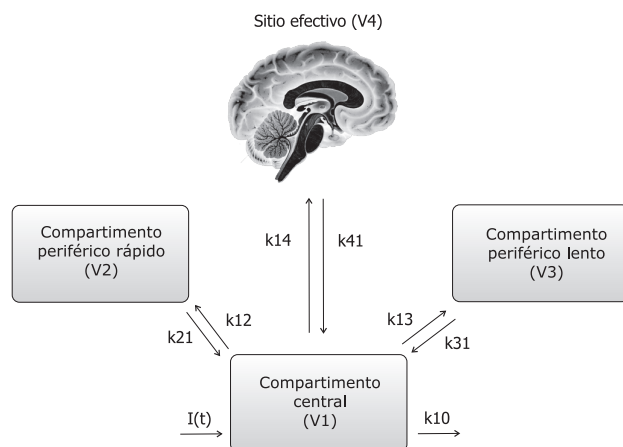 Sitio efectivo (V4)
Compartimento
periférico rápido
(V2)
Compartimento
periférico lento
(V3)
k14
k41
k12
k21
k13
k31
Compartimento
central
(V1)
I(t)
k10